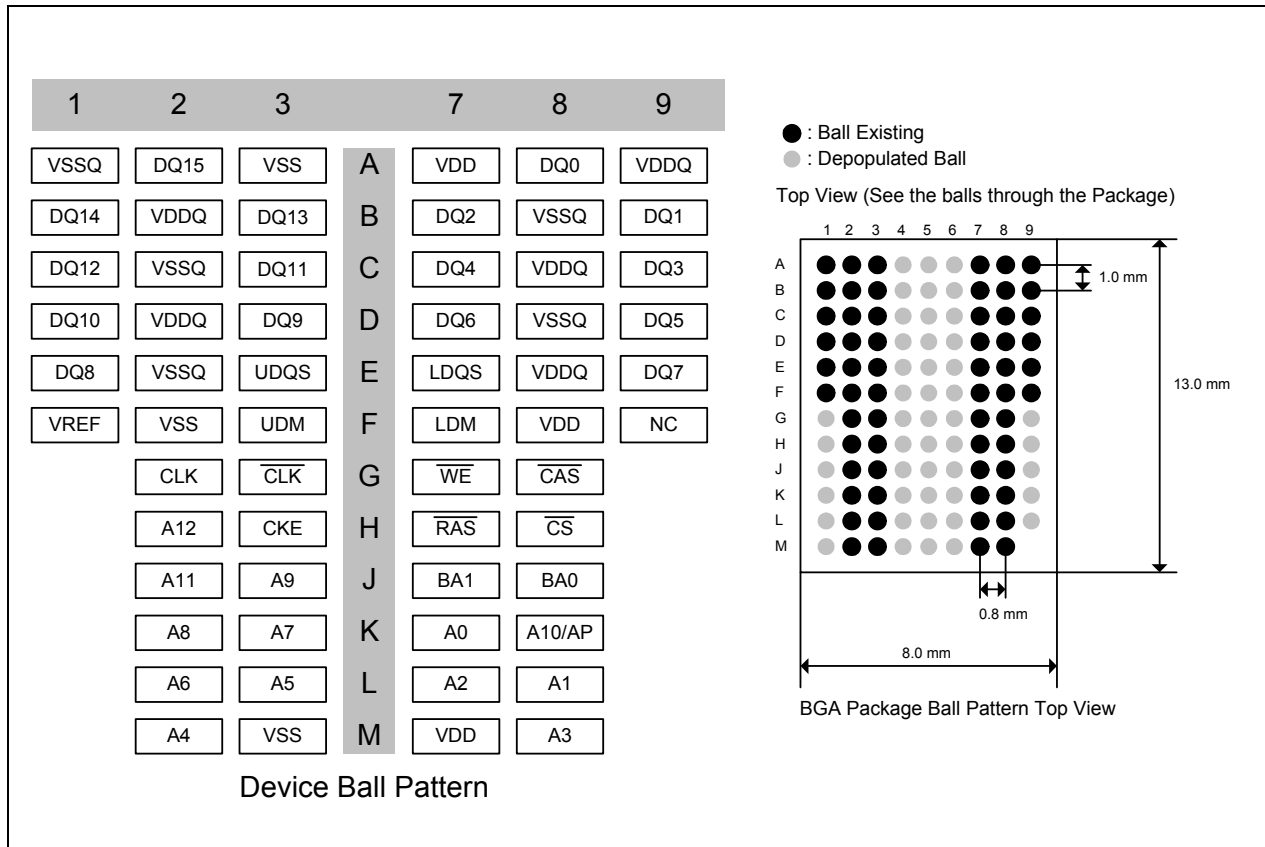 1 2 3 7 8 9
VSSQ DQ15 VSS A VDD DQ0 VDDQ
DQ14 VDDQ DQ13 B DQ2 VSSQ DQ1
DQ12 VSSQ DQ11 C DQ4 VDDQ DQ3
DQ10 VDDQ DQ9 D DQ6 VSSQ DQ5
DQ8 VSSQ UDQS E LDQS VDDQ DQ7
VREF VSS UDM F LDM VDD NC
CLK C̅L̅K̅ G W̅E̅ C̅A̅S̅
A12 CKE H R̅A̅S̅ C̅S̅
A11 A9 J BA1 BA0
A8 A7 K A0 A10/AP
A6 A5 L A2 A1
A4 VSS M VDD A3
Device Ball Pattern
: Ball Existing
: Depopulated Ball
Top View (See the balls through the Package)
1 2 3 4 5 6 7 8 9
A
B
C
D
E
F
G
H
J
K
L
M
1.0 mm
13.0 mm
0.8 mm
8.0 mm
BGA Package Ball Pattern Top View